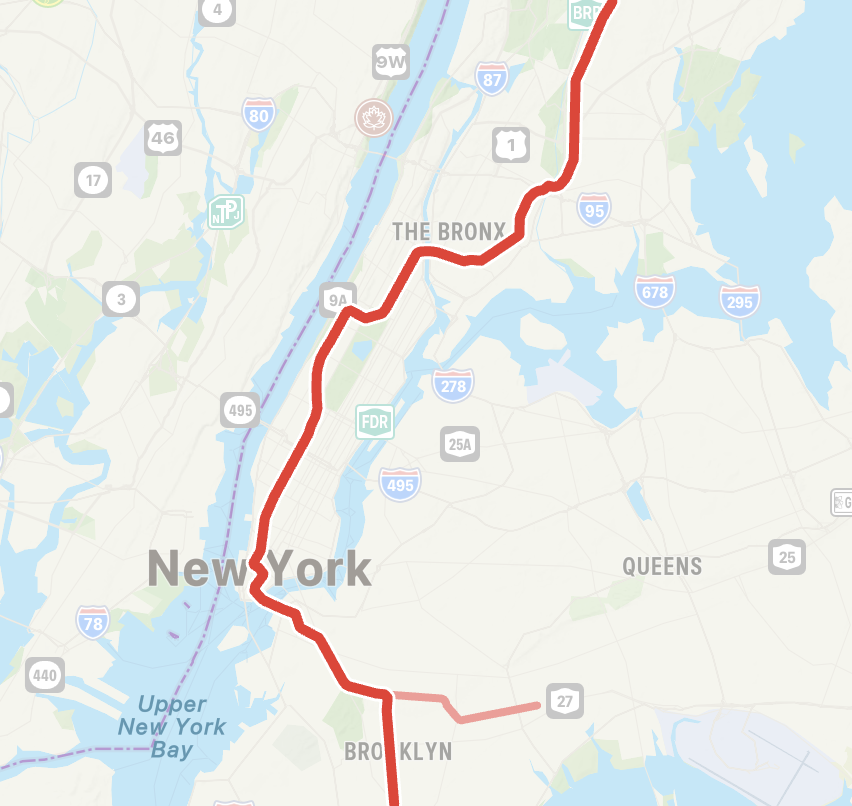 4
BRP
9W
87
80
46
1
17
95
NTPJ
THE BRONX
3
9A
678
295
278
495
FDR
25A
495
G
25
New York
QUEENS
78
440
27
Upper
New York
Bay
BROOKLYN